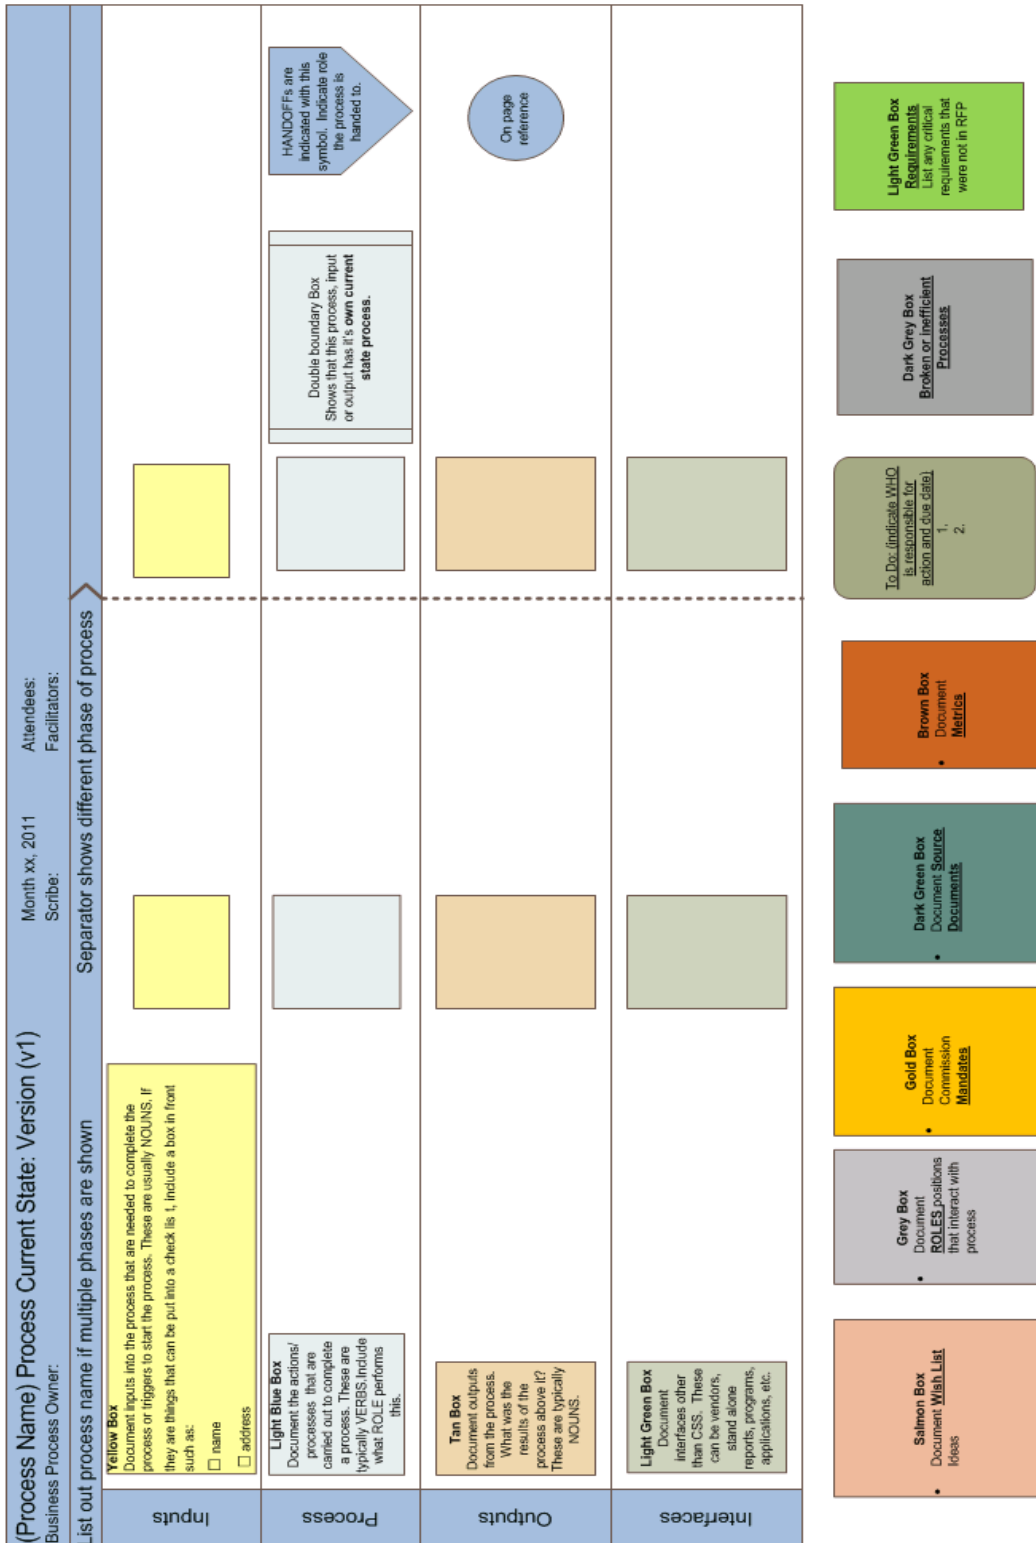 (Process Name) Process Current State: Version (v1)
Business Process Owner:
Month xx, 2011
Scribe:
Attendees:
Facilitators:
List out process name if multiple phases are shown
Separator shows different phase of process
Inputs
Yellow Box
Document inputs into the process that are needed to complete the
process or triggers to start the process. These are usually NOUNS. If
they are things that can be put into a check lis t, include a box in front
such as:
☐ name
☐ address
Process
Light Blue Box
Document the actions/
processes that are
carried out to complete
a process. These are
typically VERBS.Include
what ROLE performs
this.
Double boundary Box
Shows that this process, input
or output has it's own current
state process.
HANDOFFs are
indicated with this
symbol. Indicate role
the process is
handed to.
Outputs
Tan Box
Document outputs
from the process.
What was the
results of the
process above it?
These are typically
NOUNS.
On page
reference
Interfaces
Light Green Box
Document
interfaces other
than CSS. These
can be vendors,
stand alone
reports, programs,
applications, etc.
Salmon Box
• Document Wish List
Ideas
Grey Box
• Document
ROLES positions
that interact with
process
Gold Box
• Document
Commission
Mandates
Dark Green Box
• Document Source
Documents
Brown Box
• Document
Metrics
To Do: (indicate WHO
is responsible for
action and due date)
1.
2.
Dark Grey Box
Broken or inefficient
Processes
Light Green Box
Requirements
List any critical
requirements that
were not in RFP